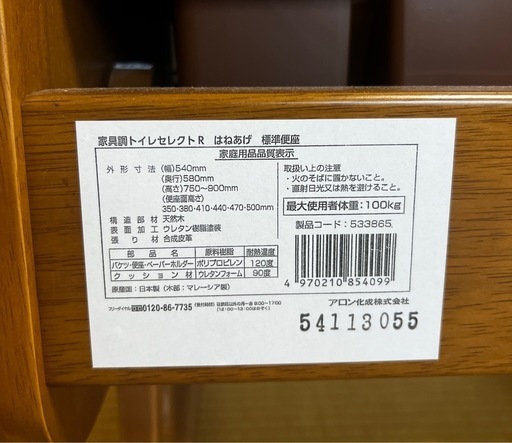 家具調トイレセレクトR はねあげ 標準便座
家庭用品品質表示
外形寸法 (幅)540mm
(奥行)580mm
(高さ)750~900mm
(便座面高さ)
350・380・410・440・470・500mm
構造部材 天然木
表面加工 ウレタン樹脂塗装
張り材 合成皮革
部品 原料樹脂 耐熱温度
バケツ・便座・ペーパーホルダー ポリプロピレン 120度
クッション材 ウレタンフォーム 90度
原産国:日本製(木部:マレーシア製)
フリーダイヤル 0120-86-7735
取扱い上の注意
・火のそばに置かないこと。
・直射日光又は熱を避けること。
最大使用者体重:100kg
製品コード:533865
4 970210 854099
アロン化成株式会社
54113055